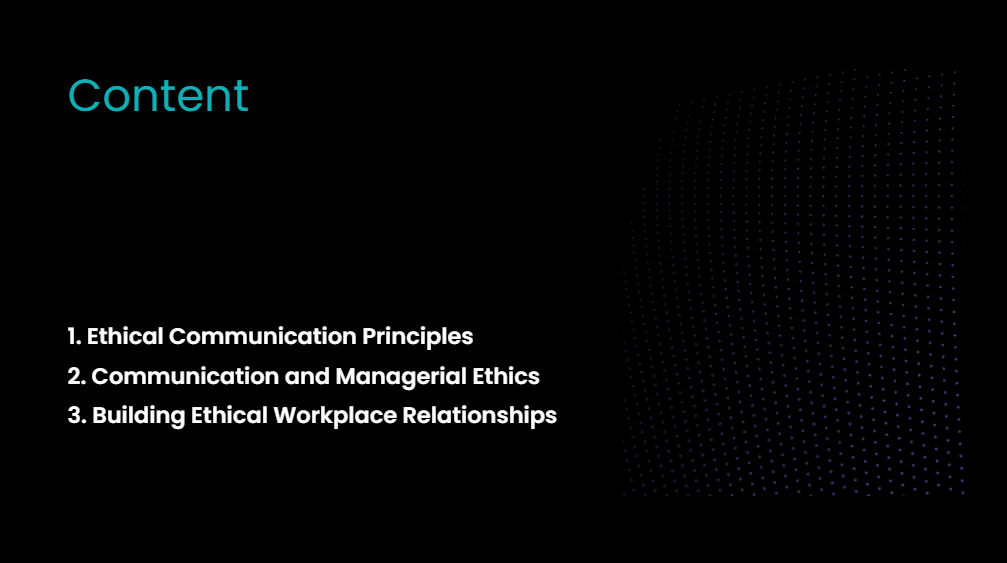 Content
1. Ethical Communication Principles
2. Communication and Managerial Ethics
3. Building Ethical Workplace Relationships